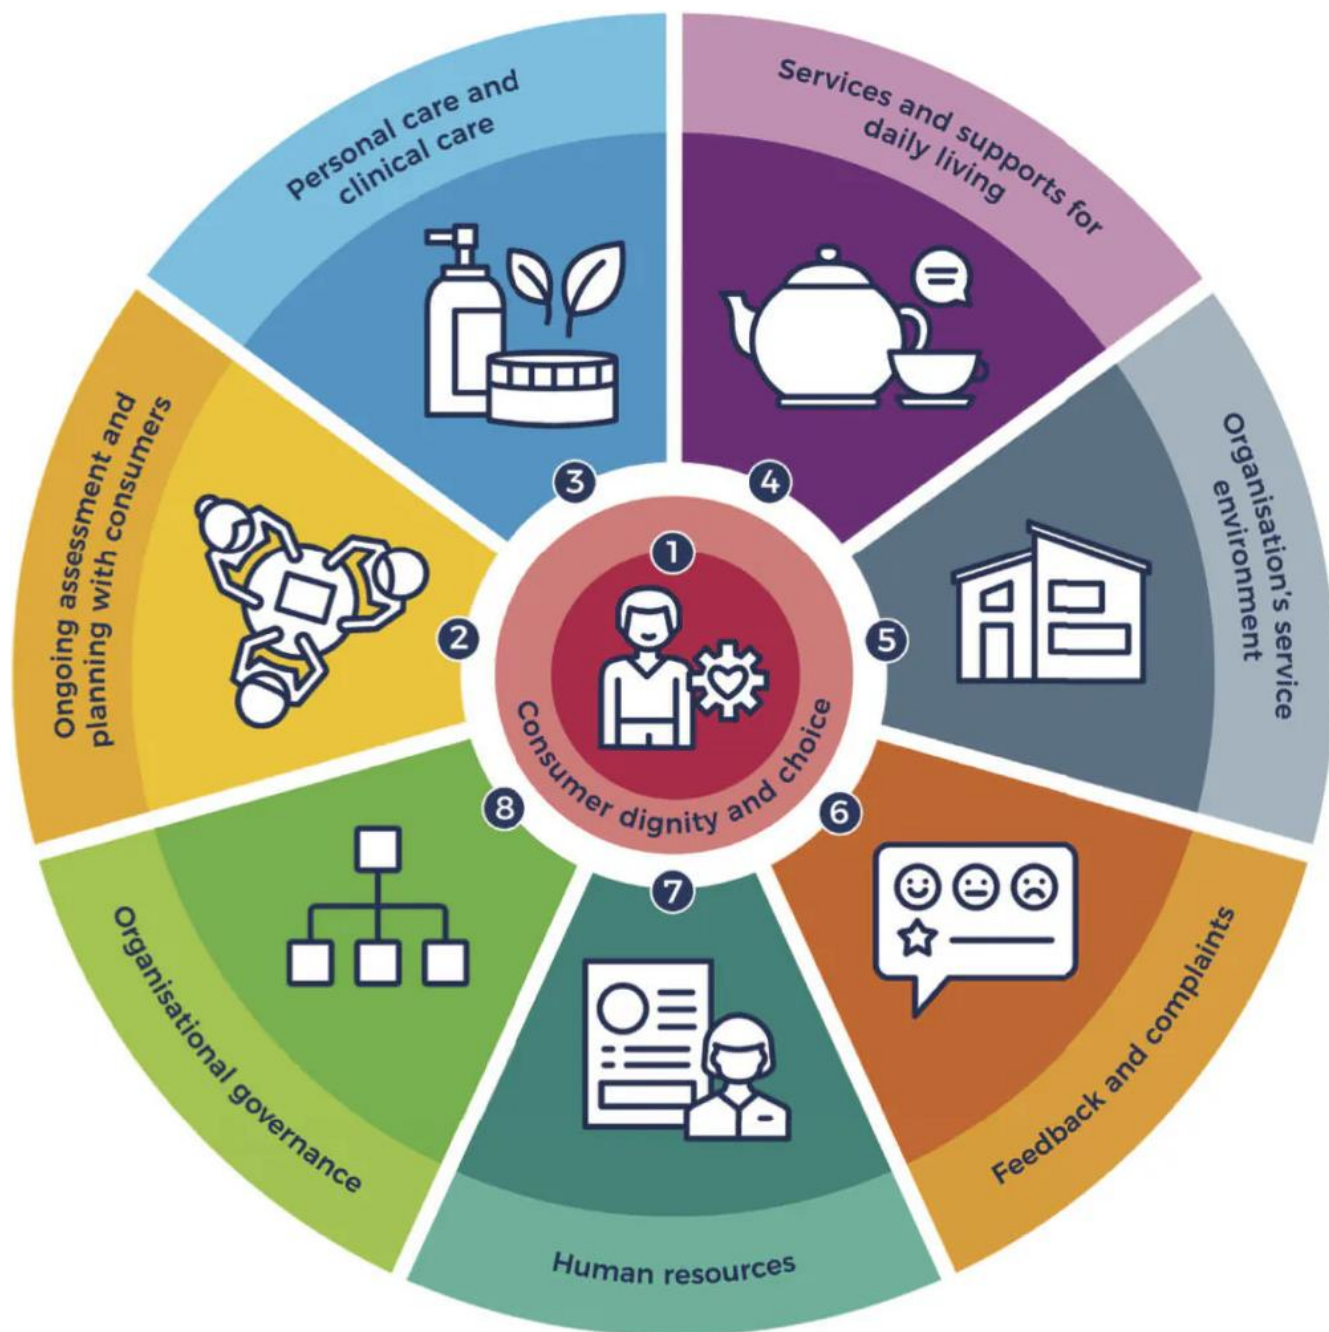 1
Consumer dignity and choice
2
Ongoing assessment and
planning with consumers
3
Personal care and
clinical care
4
Services and supports for
daily living
5
Organisation's service
environment
6
Feedback and complaints
7
Human resources
8
Organisational governance